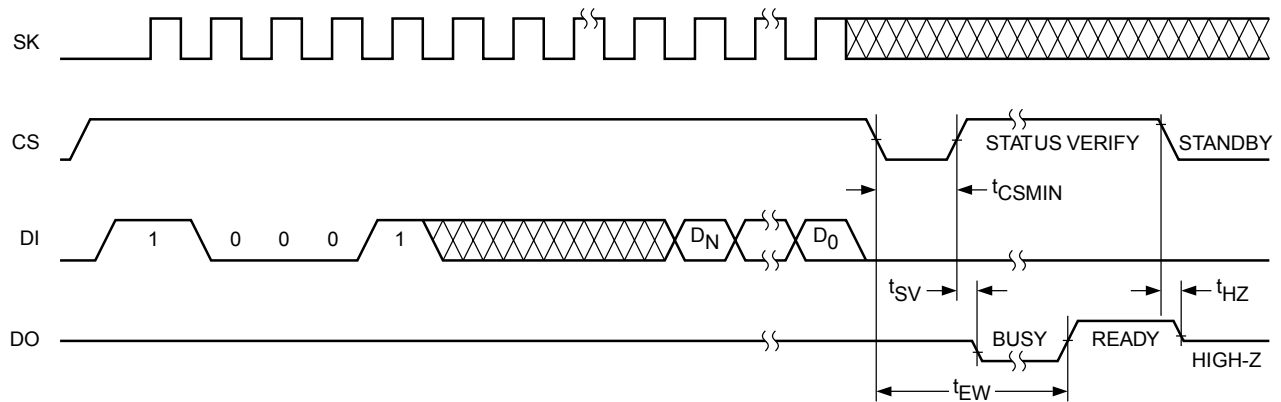 SK
CS
STATUS VERIFY
STANDBY
tCSMIN
DI
1
0
0
0
1
DN
D0
tSV
tHZ
DO
BUSY
READY
HIGH-Z
tEW